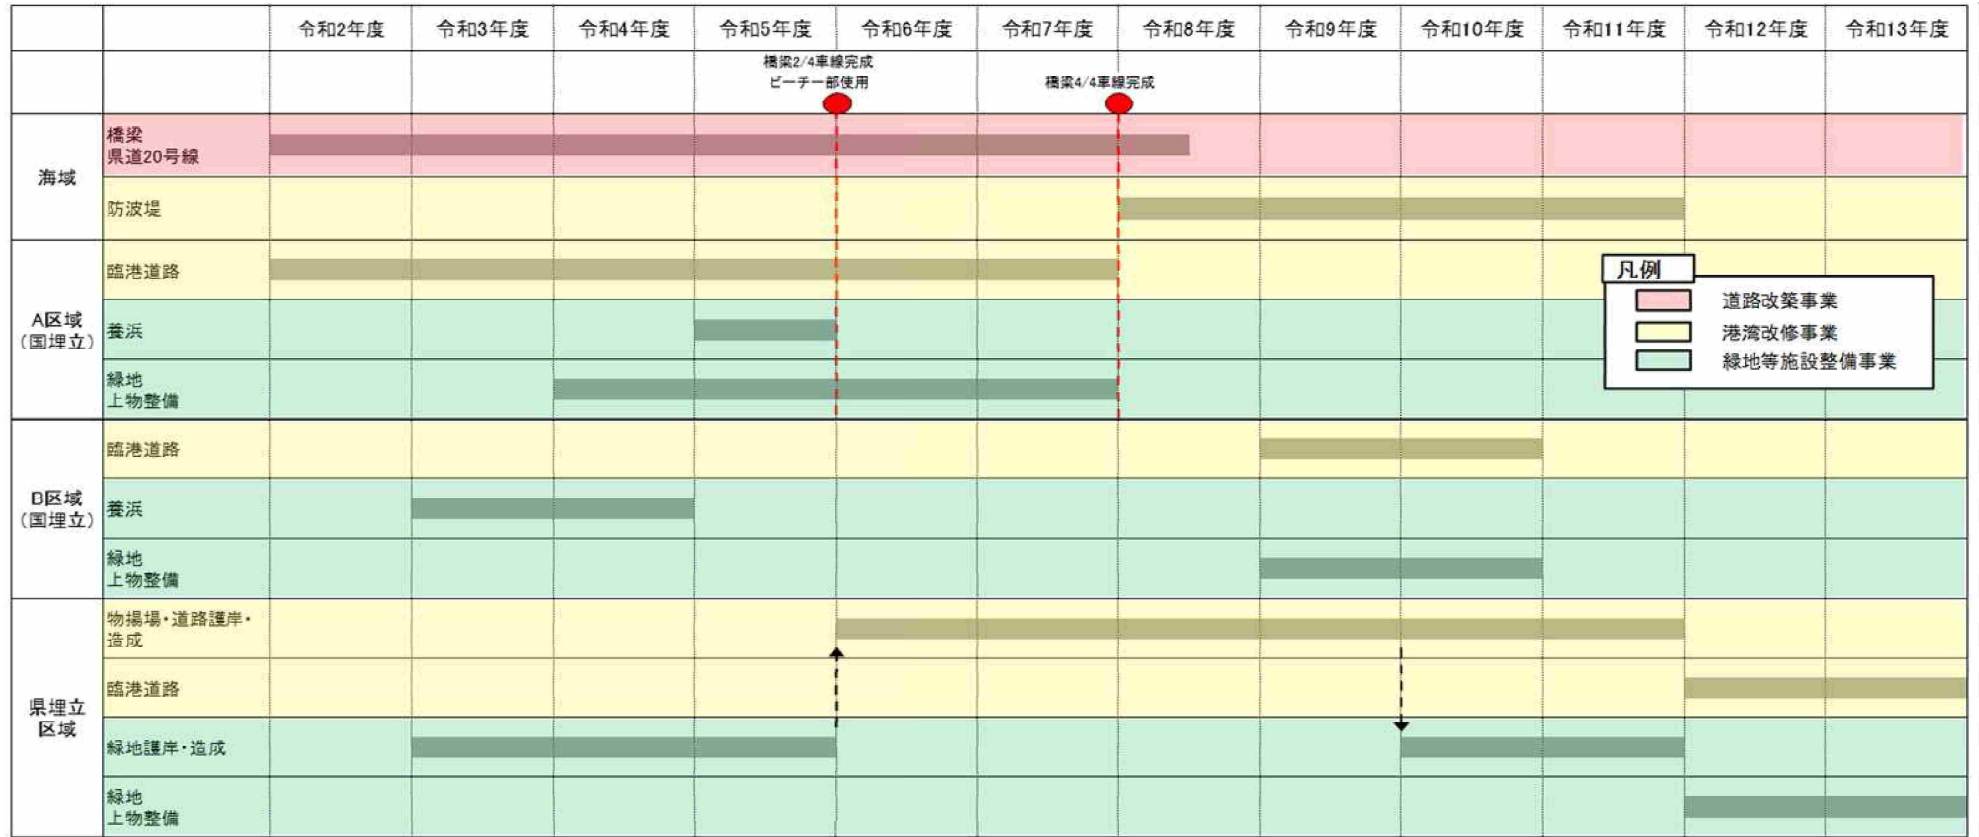 令和2年度 令和3年度 令和4年度 令和5年度 令和6年度 令和7年度 令和8年度 令和9年度 令和10年度 令和11年度 令和12年度 令和13年度
橋梁2/4車線完成
ビーチ一部使用
橋梁4/4車線完成
海域
橋梁
県道20号線
防波堤
A区域
(国埋立)
臨港道路
養浜
緑地
上物整備
B区域
(国埋立)
臨港道路
養浜
緑地
上物整備
県埋立
区域
物揚場・道路護岸・
造成
臨港道路
緑地護岸・造成
緑地
上物整備
凡例
道路改築事業
港湾改修事業
緑地等施設整備事業